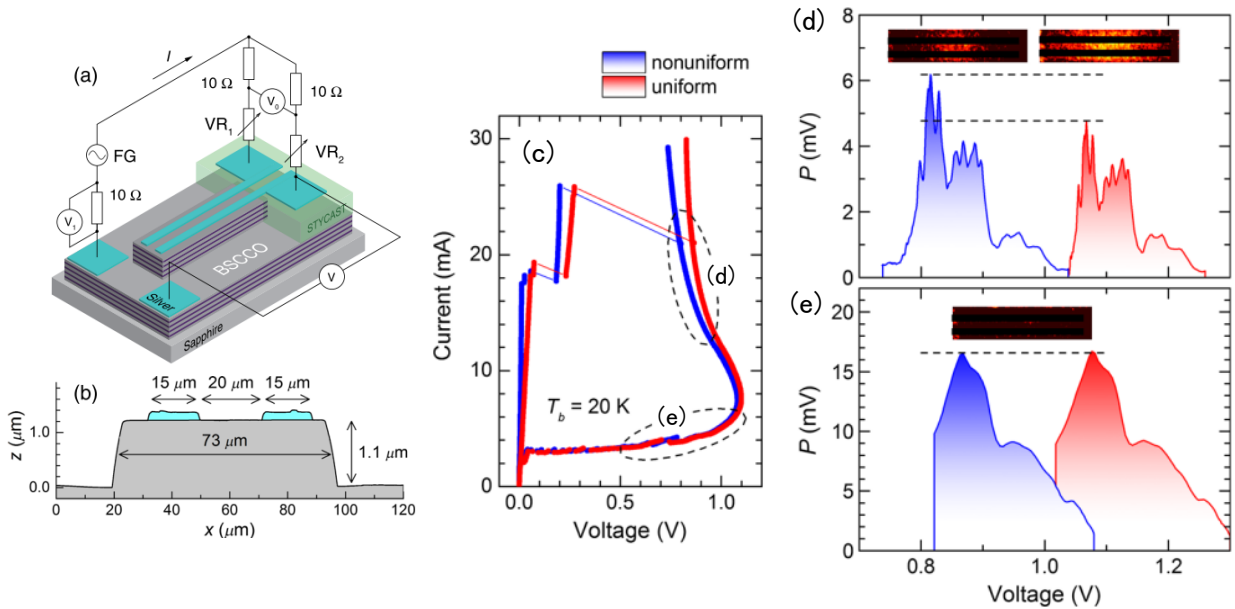 (a)
I
10 Ω
10 Ω
V₀
VR₁
VR₂
FG
10 Ω
V₁
STYCAST
BSCCO
V
Silver
Sapphire
(b)
15 μm
20 μm
15 μm
z (μm)
1.0
0.0
73 μm
1.1 μm
0
20
40
60
80
100
120
x (μm)
nonuniform
uniform
(c)
Current (mA)
30
20
10
0
(d)
T_b = 20 K
(e)
0.0
0.5
1.0
Voltage (V)
(d)
P (mV)
8
6
4
2
0
(e)
P (mV)
20
15
10
5
0
0.8
1.0
1.2
Voltage (V)